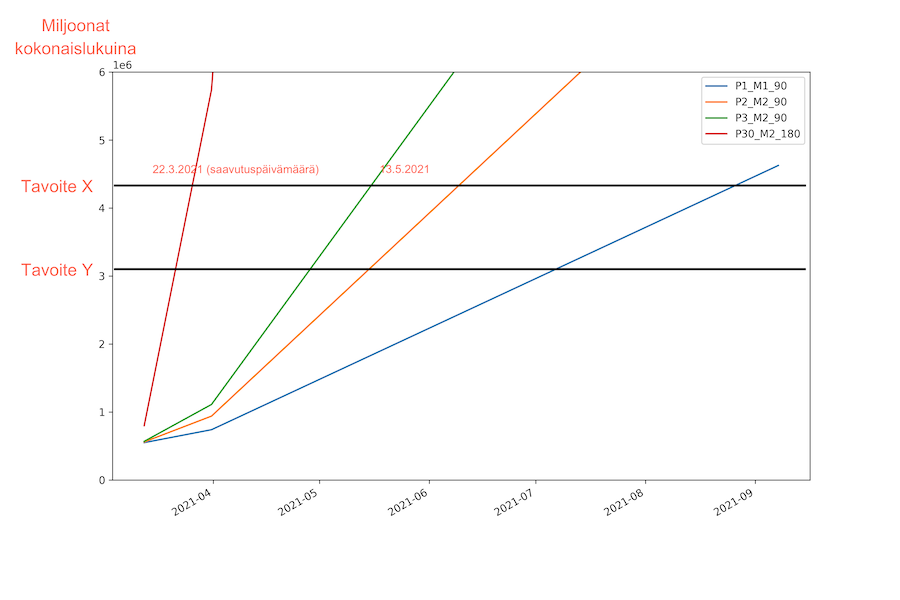 Miljoonat
kokonaislukuina
1e6
6
5
4
3
2
1
0
P1_M1_90
P2_M2_90
P3_M2_90
P30_M2_180
22.3.2021 (saavutuspäivämäärä)
13.5.2021
Tavoite X
Tavoite Y
2021-04
2021-05
2021-06
2021-07
2021-08
2021-09